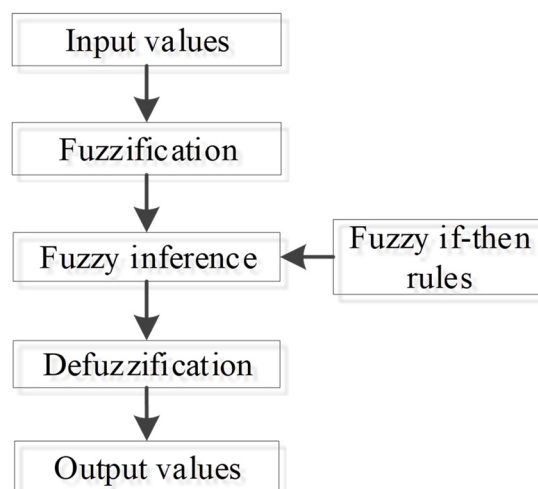 Input values
Fuzzification
Fuzzy inference
Fuzzy if-then
rules
Defuzzification
Output values